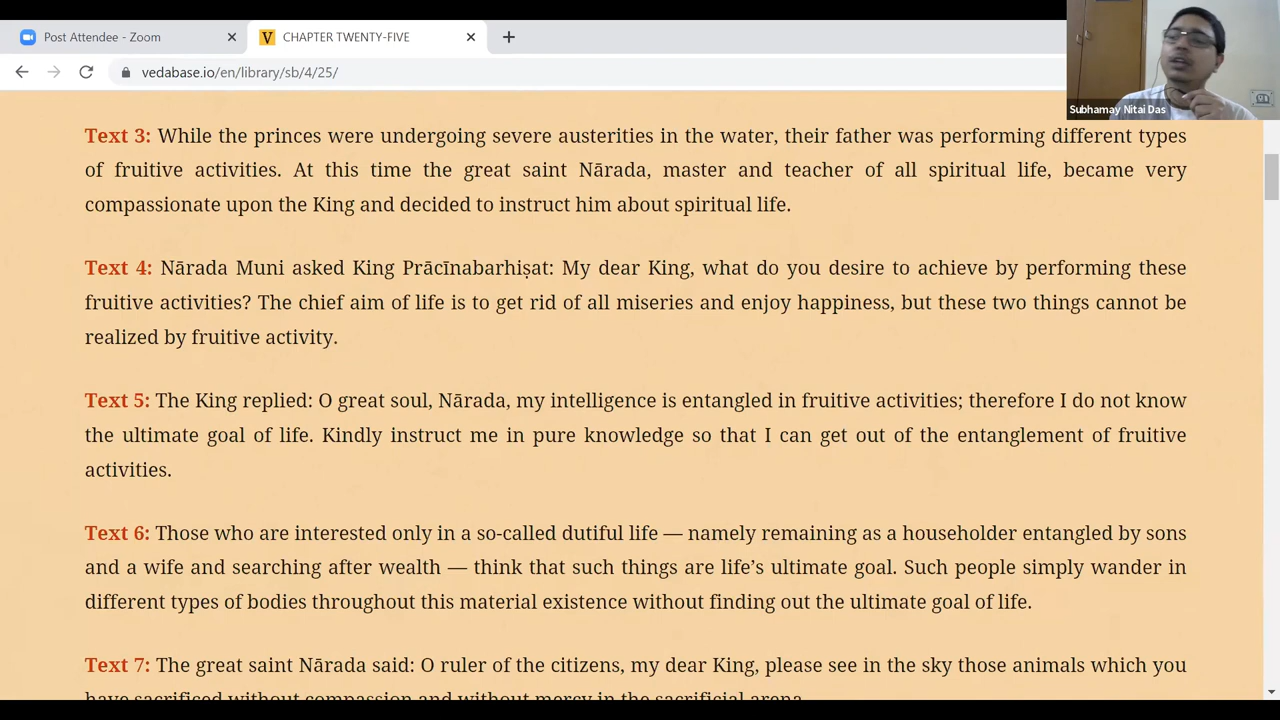 Post Attendee - Zoom
CHAPTER TWENTY-FIVE
vedabase.io/en/library/sb/4/25/
Subhamay Nitai Das
Text 3: While the princes were undergoing severe austerities in the water, their father was performing different types
of fruitive activities. At this time the great saint Nārada, master and teacher of all spiritual life, became very
compassionate upon the King and decided to instruct him about spiritual life.
Text 4: Nārada Muni asked King Prācīnabarhiṣat: My dear King, what do you desire to achieve by performing these
fruitive activities? The chief aim of life is to get rid of all miseries and enjoy happiness, but these two things cannot be
realized by fruitive activity.
Text 5: The King replied: O great soul, Nārada, my intelligence is entangled in fruitive activities; therefore I do not know
the ultimate goal of life. Kindly instruct me in pure knowledge so that I can get out of the entanglement of fruitive
activities.
Text 6: Those who are interested only in a so-called dutiful life — namely remaining as a householder entangled by sons
and a wife and searching after wealth — think that such things are life’s ultimate goal. Such people simply wander in
different types of bodies throughout this material existence without finding out the ultimate goal of life.
Text 7: The great saint Nārada said: O ruler of the citizens, my dear King, please see in the sky those animals which you
have sacrificed without compassion and without mercy in the sacrificial arena.